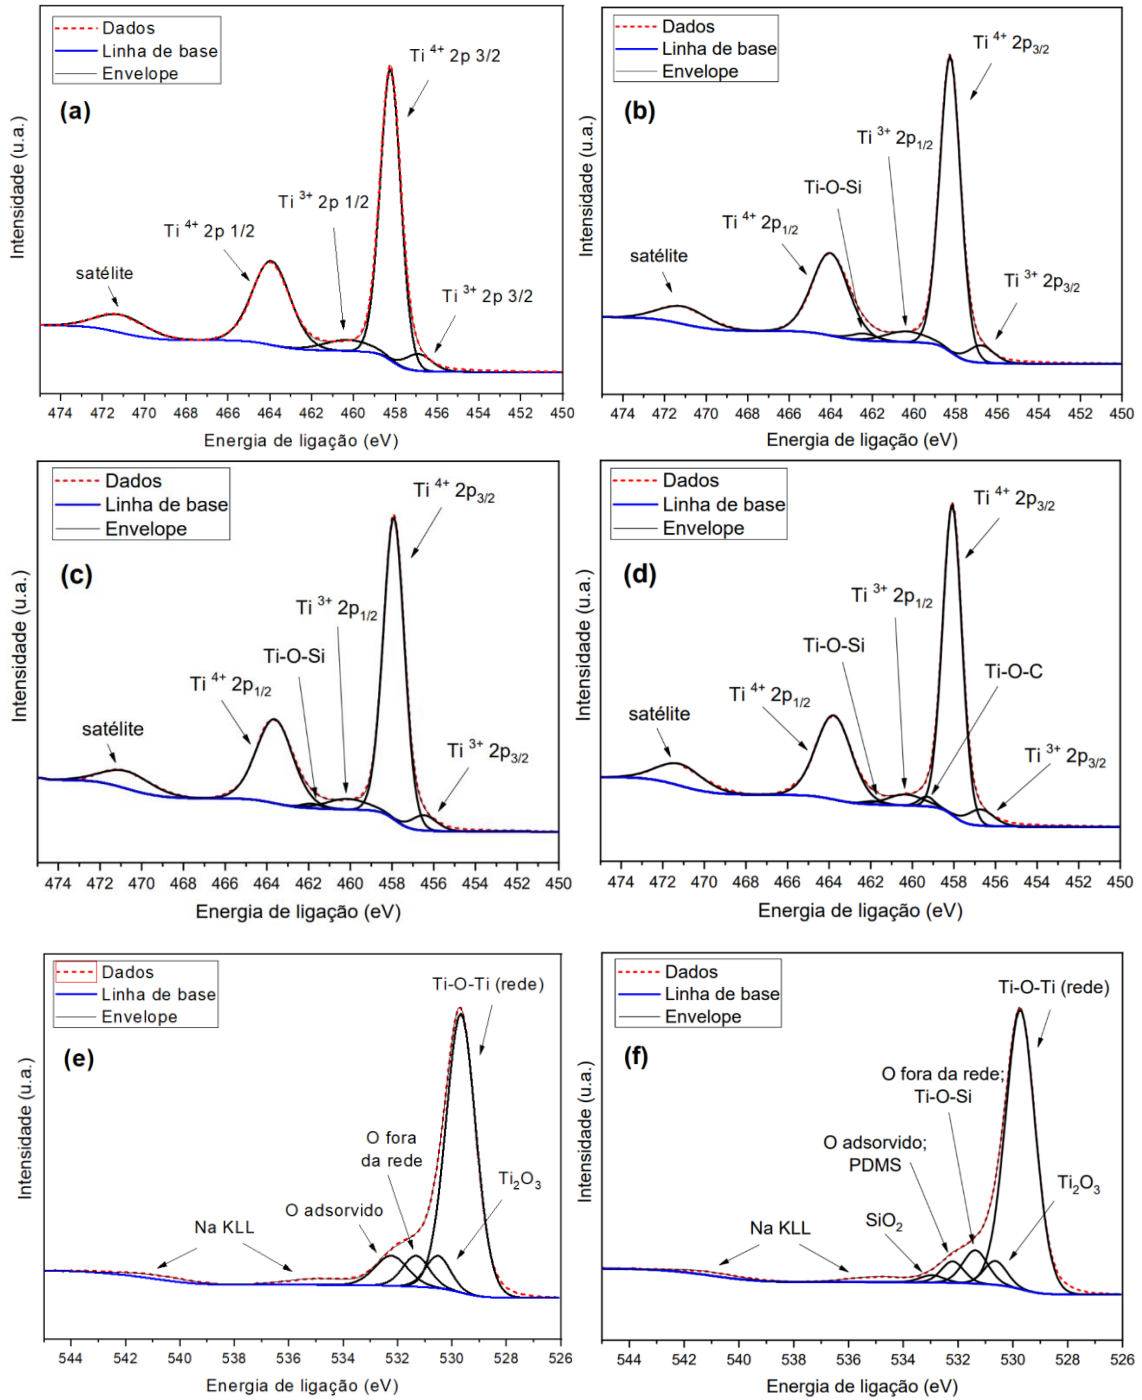 Dados
Linha de base
Envelope
(a)
Ti 4+ 2p 3/2
Ti 3+ 2p 1/2
Ti 4+ 2p 1/2
satélite
Ti 3+ 2p 3/2
Intensidade (u.a.)
474 472 470 468 466 464 462 460 458 456 454 452 450
Energia de ligação (eV)
Dados
Linha de base
Envelope
(b)
Ti 4+ 2p3/2
Ti 3+ 2p1/2
Ti-O-Si
Ti 4+ 2p1/2
satélite
Ti 3+ 2p3/2
Intensidade (u.a.)
474 472 470 468 466 464 462 460 458 456 454 452 450
Energia de ligação (eV)
Dados
Linha de base
Envelope
(c)
Ti 4+ 2p3/2
Ti 3+ 2p1/2
Ti-O-Si
Ti 4+ 2p1/2
satélite
Ti 3+ 2p3/2
Intensidade (u.a.)
474 472 470 468 466 464 462 460 458 456 454 452 450
Energia de ligação (eV)
Dados
Linha de base
Envelope
(d)
Ti 4+ 2p3/2
Ti 3+ 2p1/2
Ti-O-Si
Ti-O-C
Ti 4+ 2p1/2
satélite
Ti 3+ 2p3/2
Intensidade (u.a.)
474 472 470 468 466 464 462 460 458 456 454 452 450
Energia de ligação (eV)
Dados
Linha de base
Envelope
(e)
Ti-O-Ti (rede)
O fora
da rede
Ti2O3
O adsorvido
Na KLL
Intensidade (u.a.)
544 542 540 538 536 534 532 530 528 526
Energia de ligação (eV)
Dados
Linha de base
Envelope
(f)
Ti-O-Ti (rede)
O fora da rede;
Ti-O-Si
O adsorvido;
PDMS
Ti2O3
SiO2
Na KLL
Intensidade (u.a.)
544 542 540 538 536 534 532 530 528 526
Energia de ligação (eV)